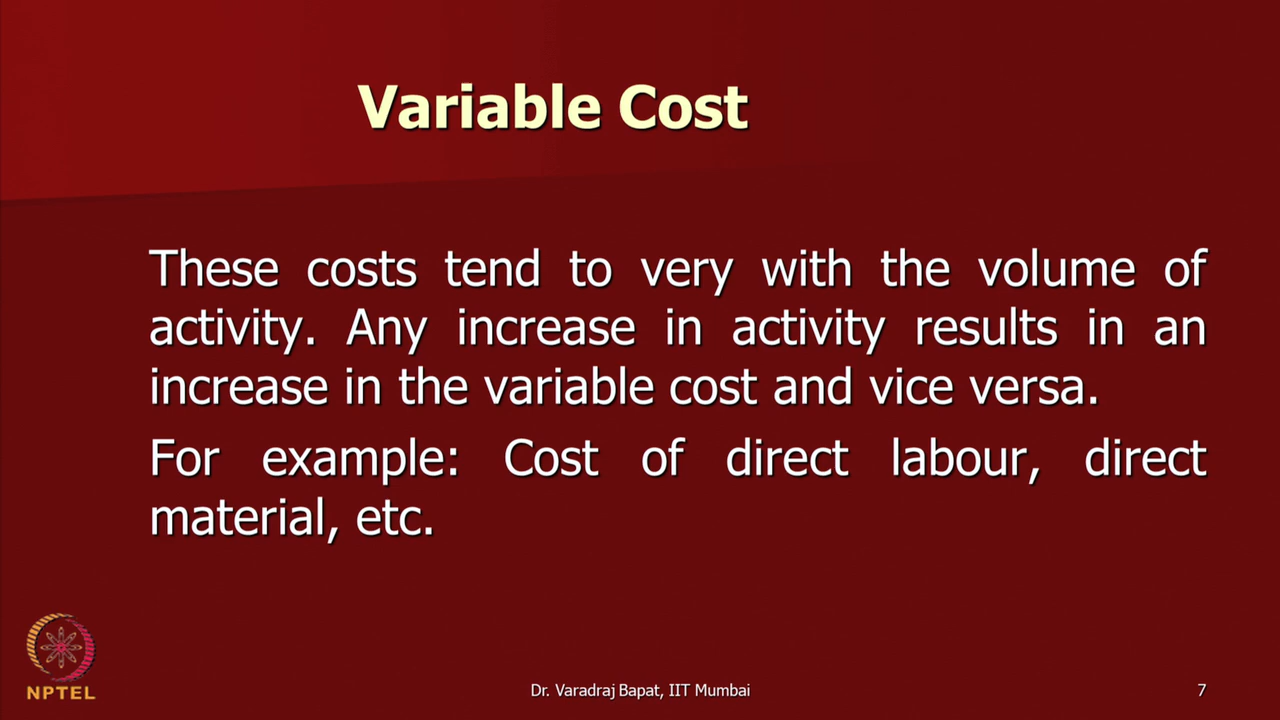 Variable Cost
These costs tend to very with the volume of
activity. Any increase in activity results in an
increase in the variable cost and vice versa.
For example: Cost of direct labour, direct
material, etc.
NPTEL
Dr. Varadraj Bapat, IIT Mumbai
7